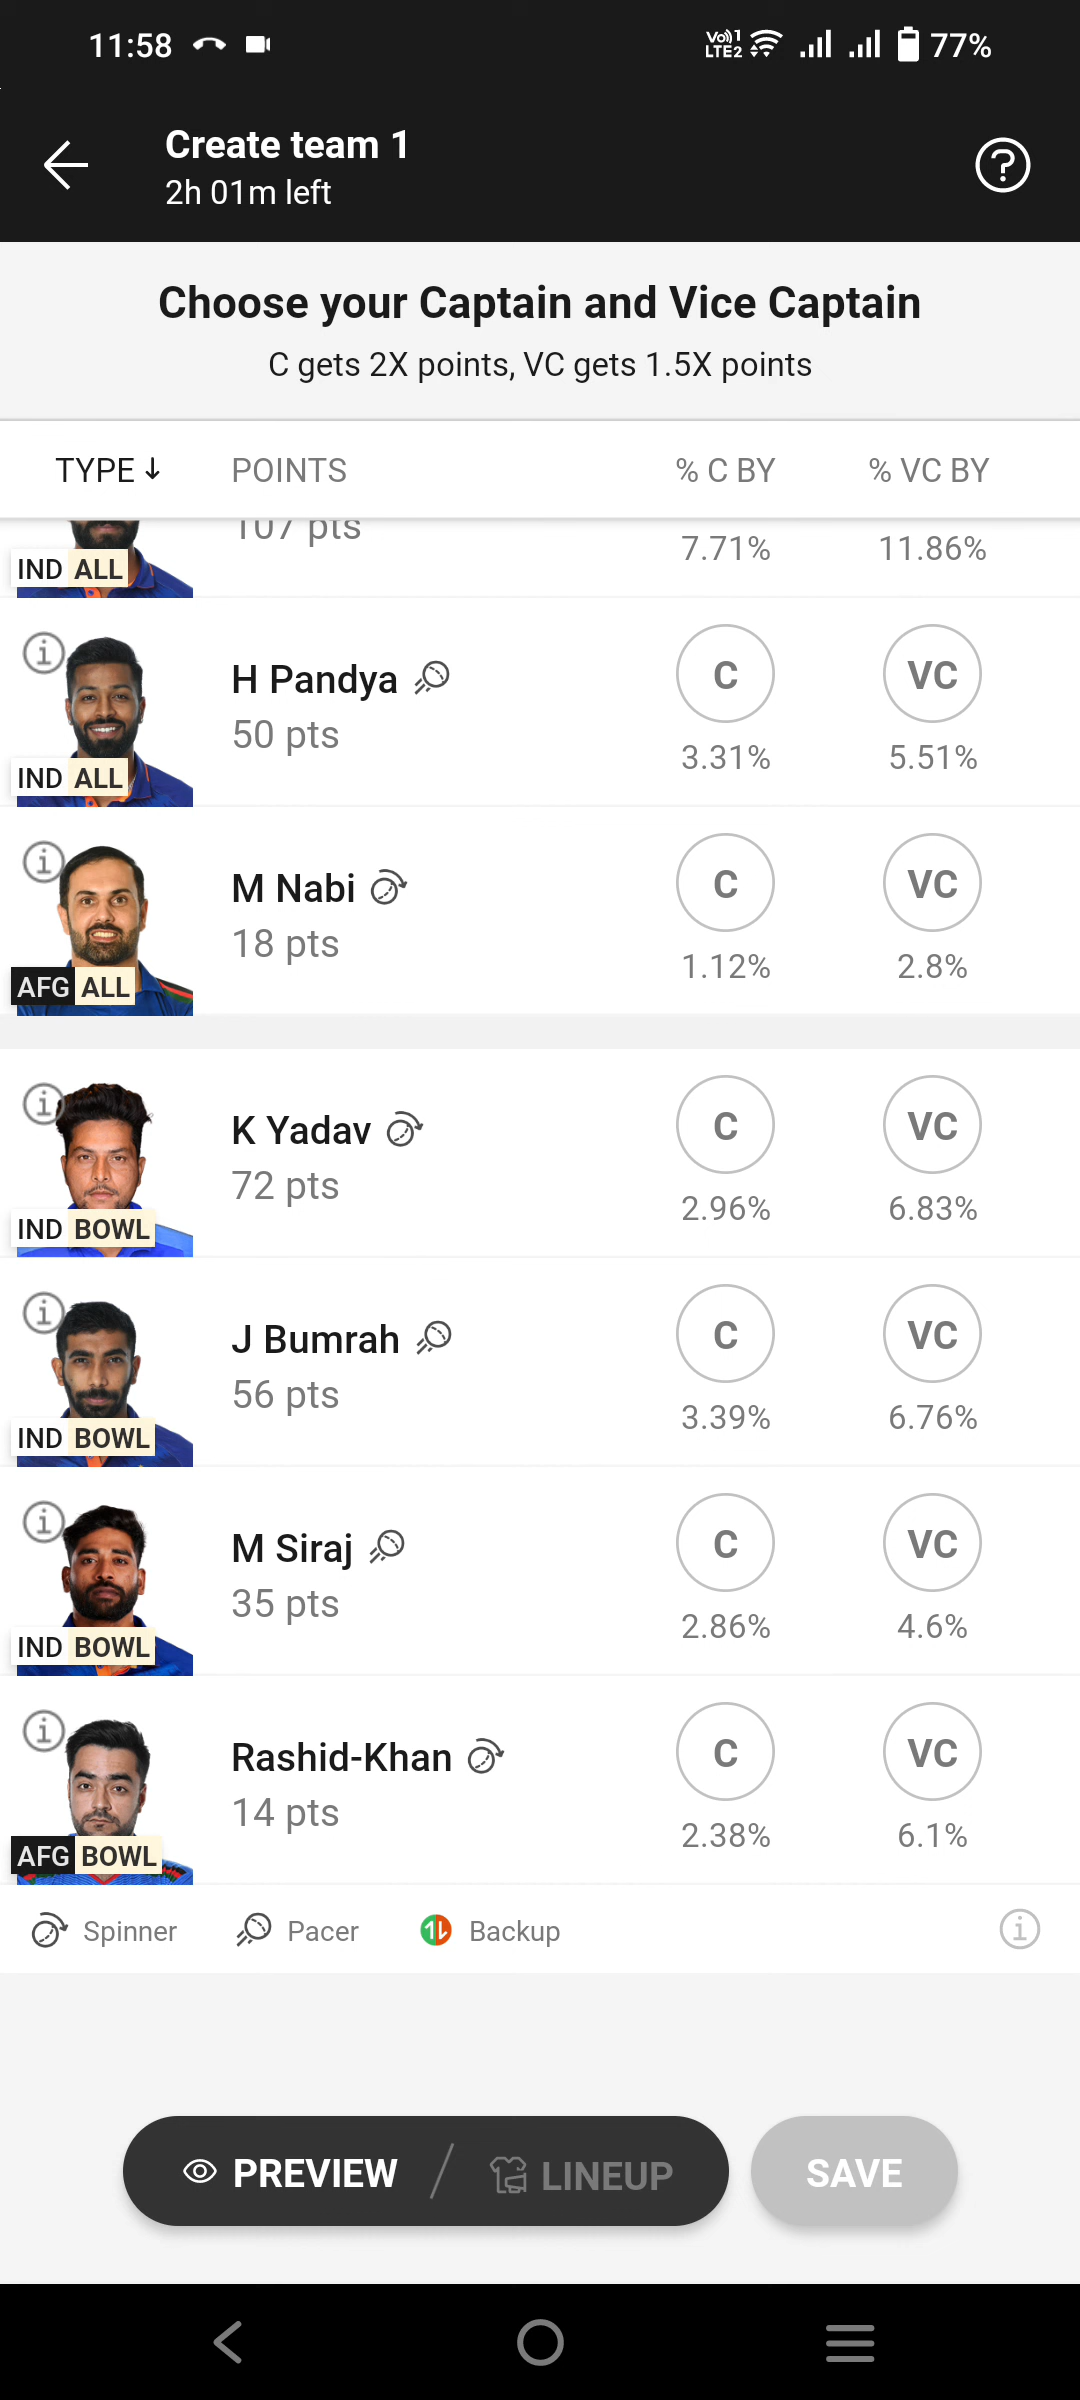 11:58
Vo)) 1
LTE2
77%
Create team 1
2h 01m left
Choose your Captain and Vice Captain
C gets 2X points, VC gets 1.5X points
TYPE ↓ POINTS % C BY % VC BY
107 pts
7.71% 11.86%
IND ALL
H Pandya
C VC
50 pts
3.31% 5.51%
IND ALL
M Nabi
C VC
18 pts
1.12% 2.8%
AFG ALL
K Yadav
C VC
72 pts
2.96% 6.83%
IND BOWL
J Bumrah
C VC
56 pts
3.39% 6.76%
IND BOWL
M Siraj
C VC
35 pts
2.86% 4.6%
IND BOWL
Rashid-Khan
C VC
14 pts
2.38% 6.1%
AFG BOWL
Spinner Pacer Backup
PREVIEW / LINEUP SAVE